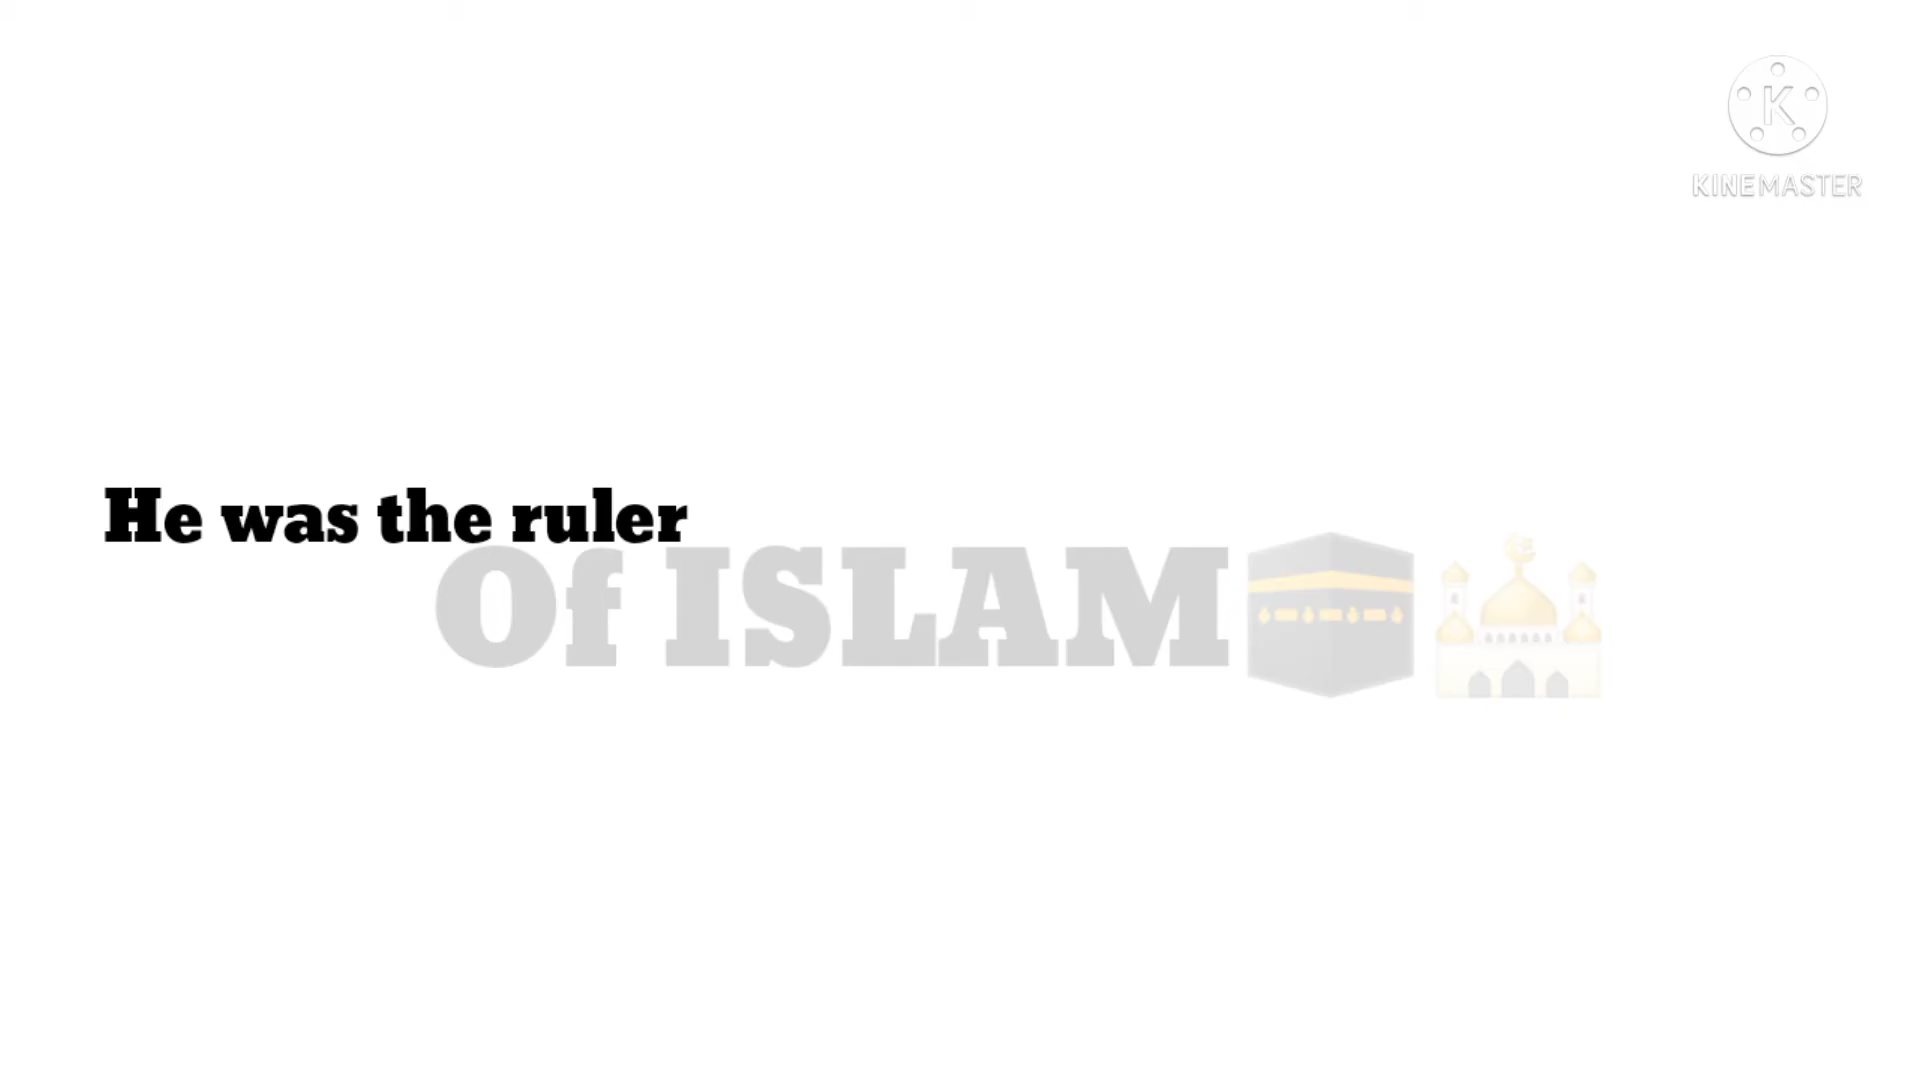 K
KINEMASTER
He was the ruler
Of ISLAM🕋🕌